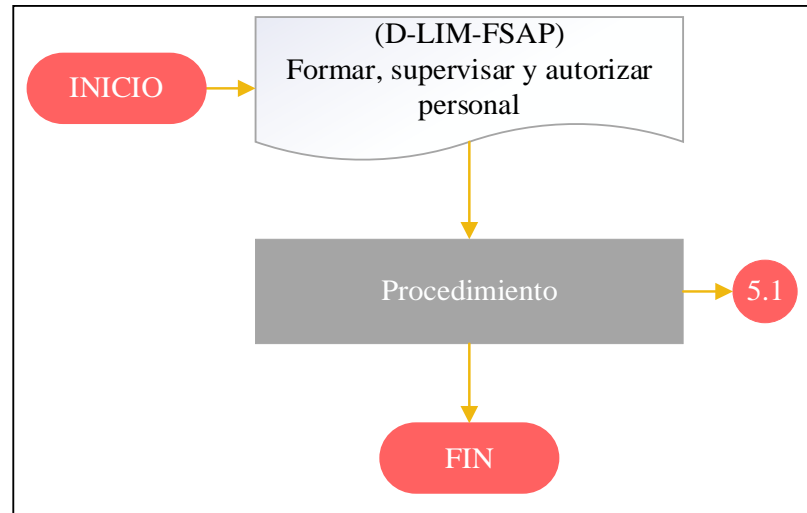 INICIO
(D-LIM-FSAP)
Formar, supervisar y autorizar
personal
Procedimiento
5.1
FIN